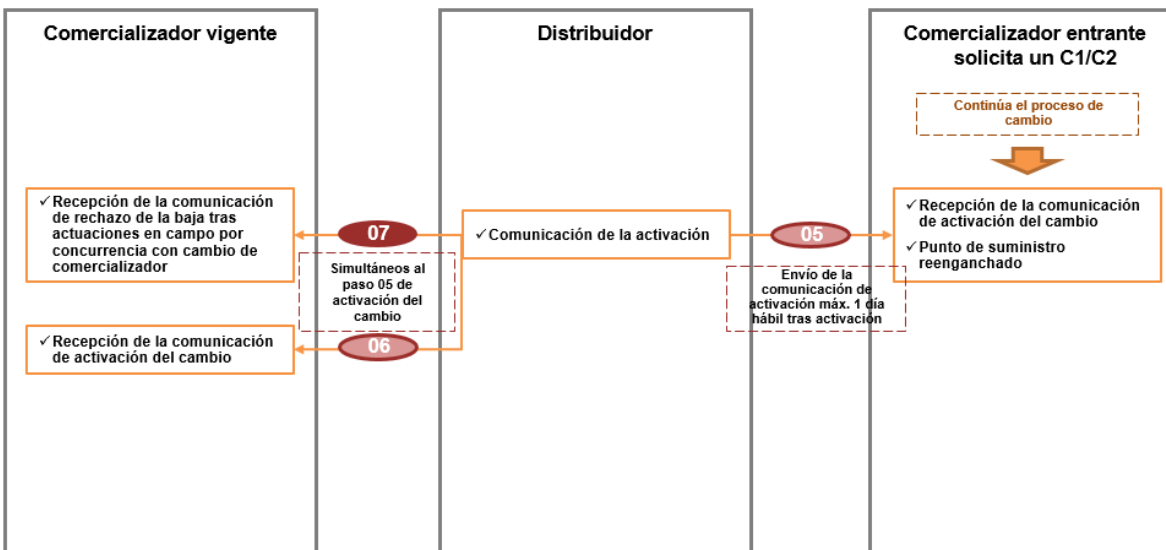 Comercializador vigente
Distribuidor
Comercializador entrante
solicita un C1/C2
Continúa el proceso de
cambio
✓Recepción de la comunicación
de rechazo de la baja tras
actuaciones en campo por
concurrencia con cambio de
comercializador
07
✓Comunicación de la activación
05
✓Recepción de la comunicación
de activación del cambio
✓Punto de suministro
reenganchado
Simultáneos al
paso 05 de
activación del
cambio
Envío de la
comunicación de
activación máx. 1 día
hábil tras activación
✓Recepción de la comunicación
de activación del cambio
06